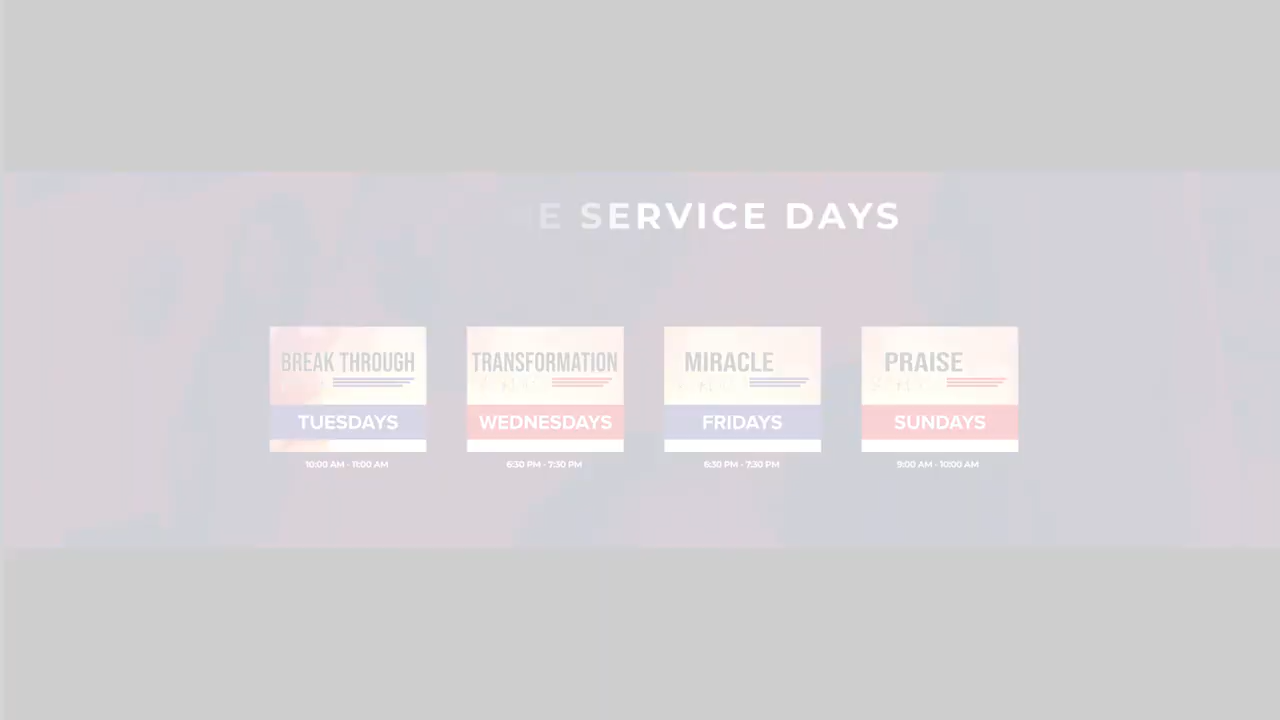 E SERVICE DAYS
BREAK THROUGH
TUESDAYS
10:00 AM - 11:00 AM
TRANSFORMATION
WEDNESDAYS
6:30 PM - 7:30 PM
MIRACLE
FRIDAYS
6:30 PM - 7:30 PM
PRAISE
SUNDAYS
9:00 AM - 10:00 AM